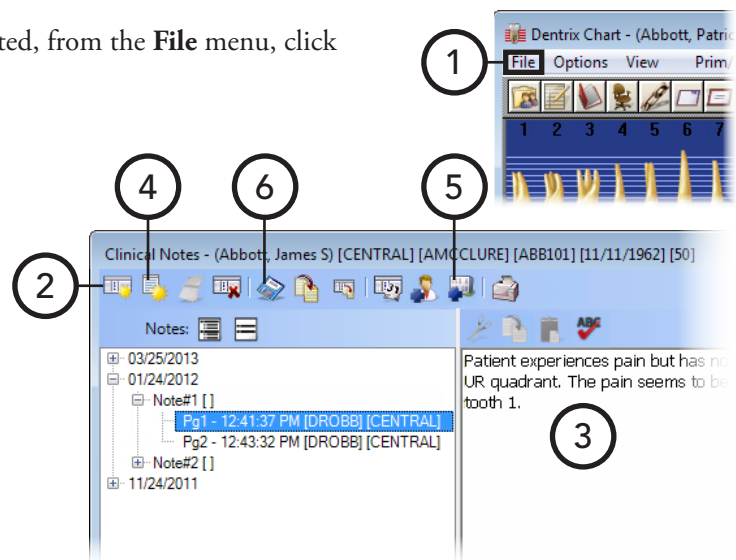 ted, from the File menu, click
1
Dentrix Chart - (Abbott,
File Options View Prim/
1 2 3 4 5 6 7
4 6 5
Clinical Notes - (Abbott, James S) [CENTRAL] [AMCCLURE] [ABB101] [11/11/1962] [50]
2
Notes:
ABC
03/25/2013
01/24/2012
Note#1 [ ]
Pg1 - 12:41:37 PM [DROBB] [CENTRAL]
Pg2 - 12:43:32 PM [DROBB] [CENTRAL]
Note#2 [ ]
11/24/2011
Patient experiences pain but has no
UR quadrant. The pain seems to be
tooth 1.
3